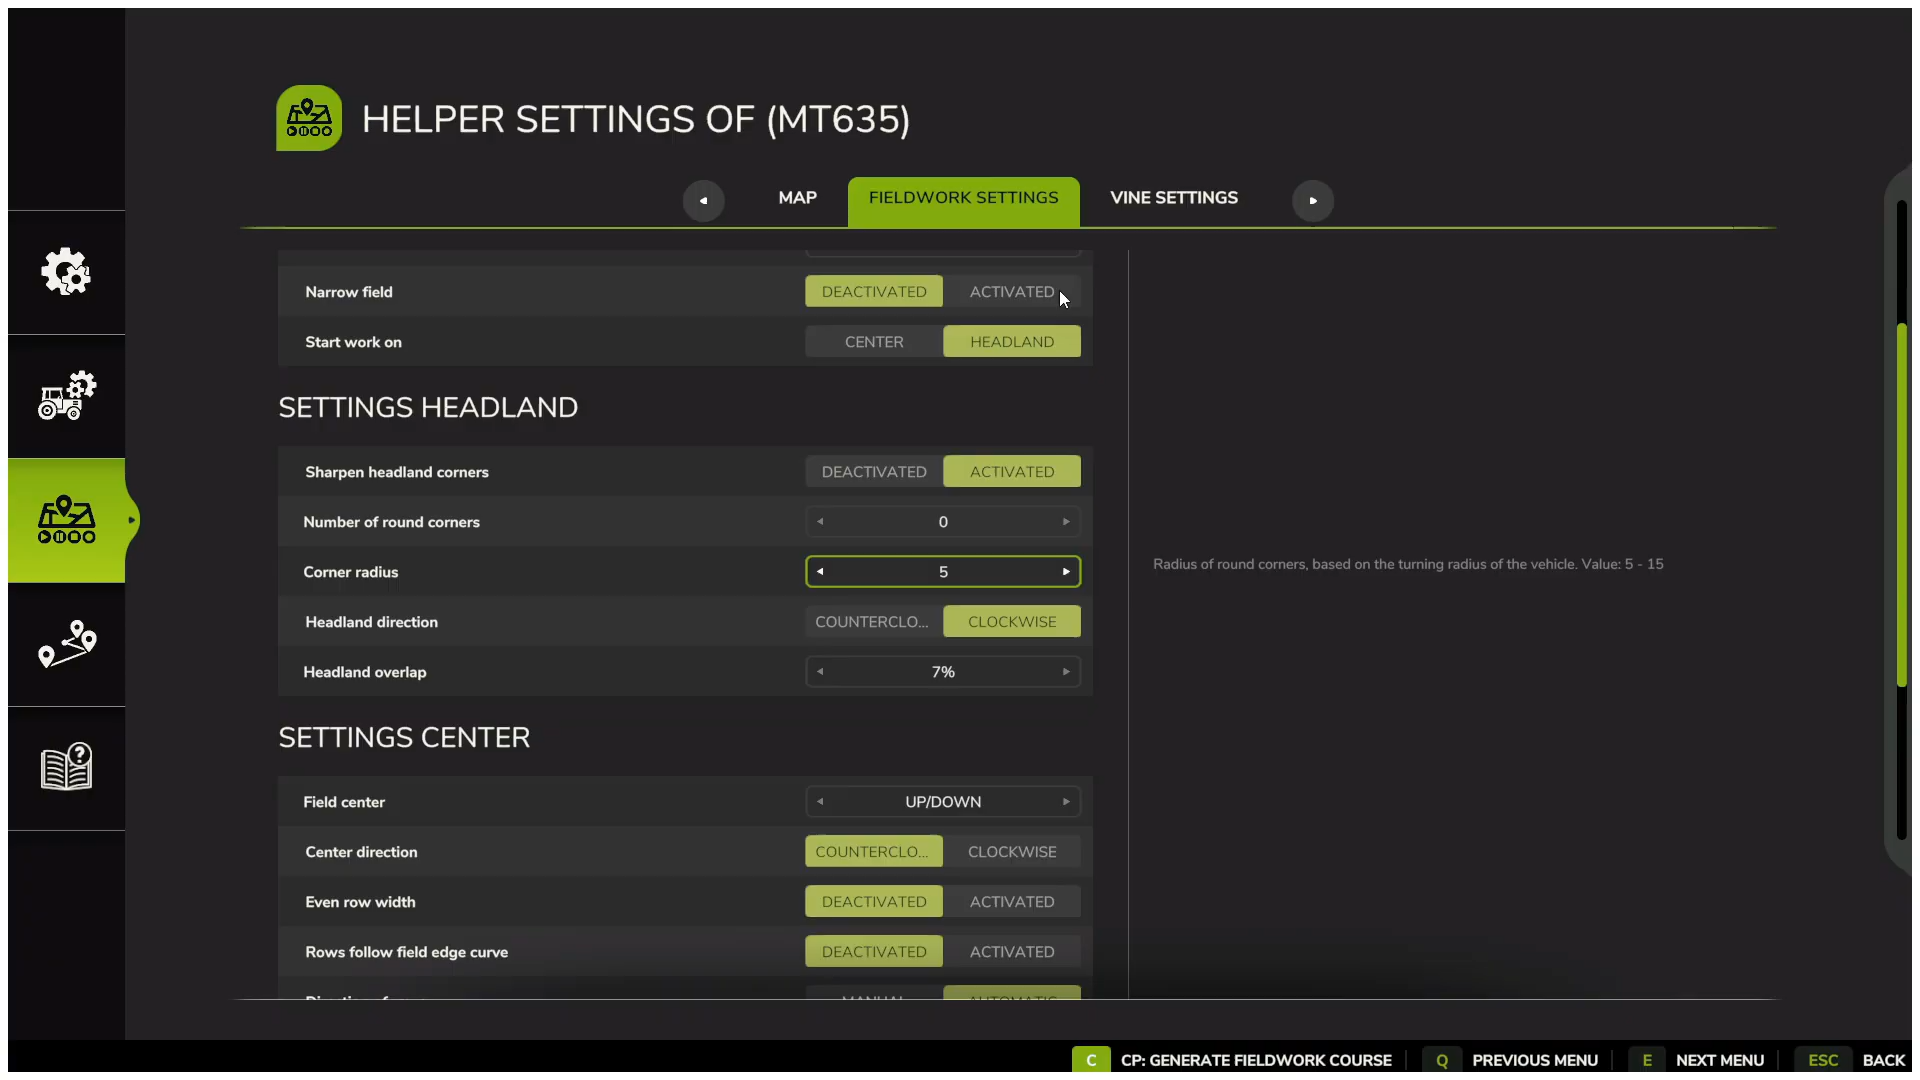 HELPER SETTINGS OF (MT635)
MAP
FIELDWORK SETTINGS
VINE SETTINGS
Narrow field DEACTIVATED ACTIVATED
Start work on CENTER HEADLAND
SETTINGS HEADLAND
Sharpen headland corners DEACTIVATED ACTIVATED
Number of round corners 0
Corner radius 5
Radius of round corners, based on the turning radius of the vehicle. Value: 5 - 15
Headland direction COUNTERCLO... CLOCKWISE
Headland overlap 7%
SETTINGS CENTER
Field center UP/DOWN
Center direction COUNTERCLO... CLOCKWISE
Even row width DEACTIVATED ACTIVATED
Rows follow field edge curve DEACTIVATED ACTIVATED
MANUAL AUTOMATIC
C CP: GENERATE FIELDWORK COURSE Q PREVIOUS MENU E NEXT MENU ESC BACK